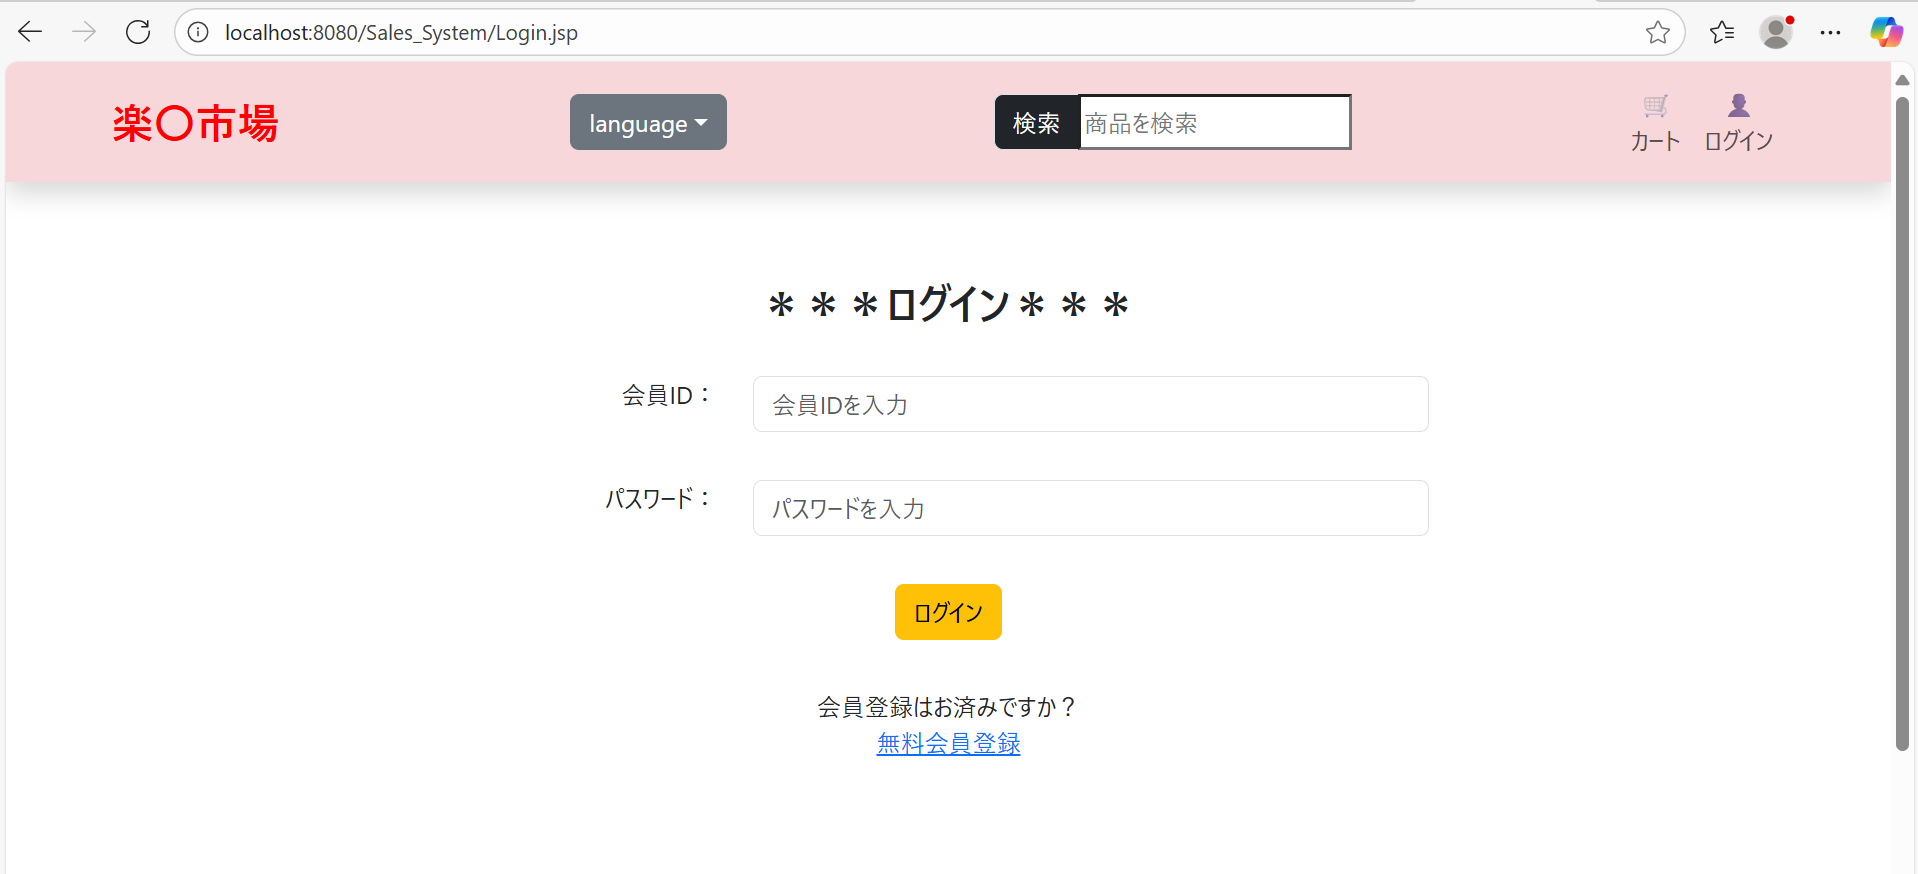 localhost:8080/Sales_System/Login.jsp
楽〇市場
language
検索
商品を検索
カート
ログイン
＊＊＊ログイン＊＊＊
会員ID：
会員IDを入力
パスワード：
パスワードを入力
ログイン
会員登録はお済みですか？
無料会員登録